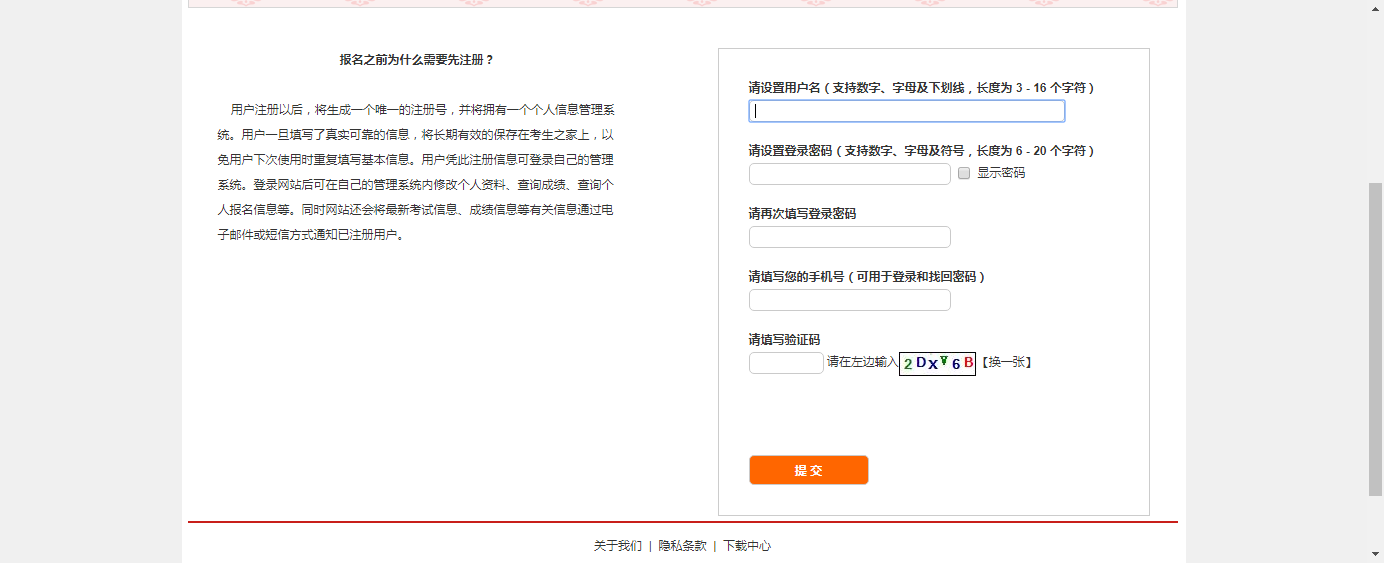 报名之前为什么需要先注册？
用户注册以后，将生成一个唯一的注册号，并将拥有一个个人信息管理系
统。用户一旦填写了真实可靠的信息，将长期有效的保存在考生之家上，以
免用户下次使用时重复填写基本信息。用户凭此注册信息可登录自己的管理
系统。登录网站后可在自己的管理系统内修改个人资料、查询成绩、查询个
人报名信息等。同时网站还会将最新考试信息、成绩信息等有关信息通过电
子邮件或短信方式通知已注册用户。
请设置用户名（支持数字、字母及下划线，长度为 3 - 16 个字符）
请设置登录密码（支持数字、字母及符号，长度为 6 - 20 个字符）
显示密码
请再次填写登录密码
请填写您的手机号（可用于登录和找回密码）
请填写验证码
请在左边输入 2DX 6B 【换一张】
提 交
关于我们 | 隐私条款 | 下载中心